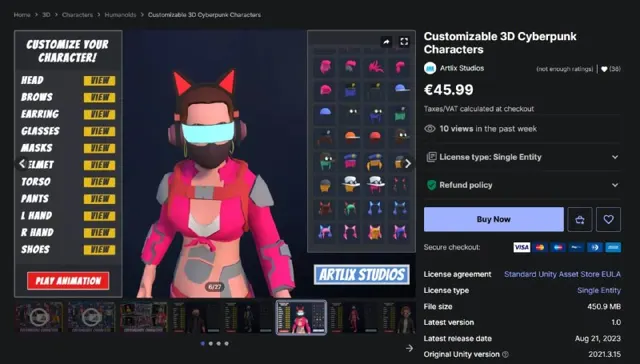 Home > 3D > Characters > Humanoids > Customizable 3D Cyberpunk Characters
CUSTOMIZE YOUR
CHARACTER!
HEAD VIEW
BROWS VIEW
EARRING VIEW
GLASSES VIEW
MASKS VIEW
ELMET VIEW
TORSO VIEW
PANTS VIEW
L HAND VIEW
R HAND VIEW
SHOES VIEW
PLAY ANIMATION
6/27
ARTLIX STUDIOS
Customizable 3D Cyberpunk
Characters
Artlix Studios
(not enough ratings) | (38)
€45.99
Taxes/VAT calculated at checkout
10 views in the past week
License type: Single Entity
Refund policy
Buy Now
Secure checkout: VISA
License agreement Standard Unity Asset Store EULA
License type Single Entity
File size 450.9 MB
Latest version 1.0
Latest release date Aug 21, 2023
Original Unity version 2021.3.15